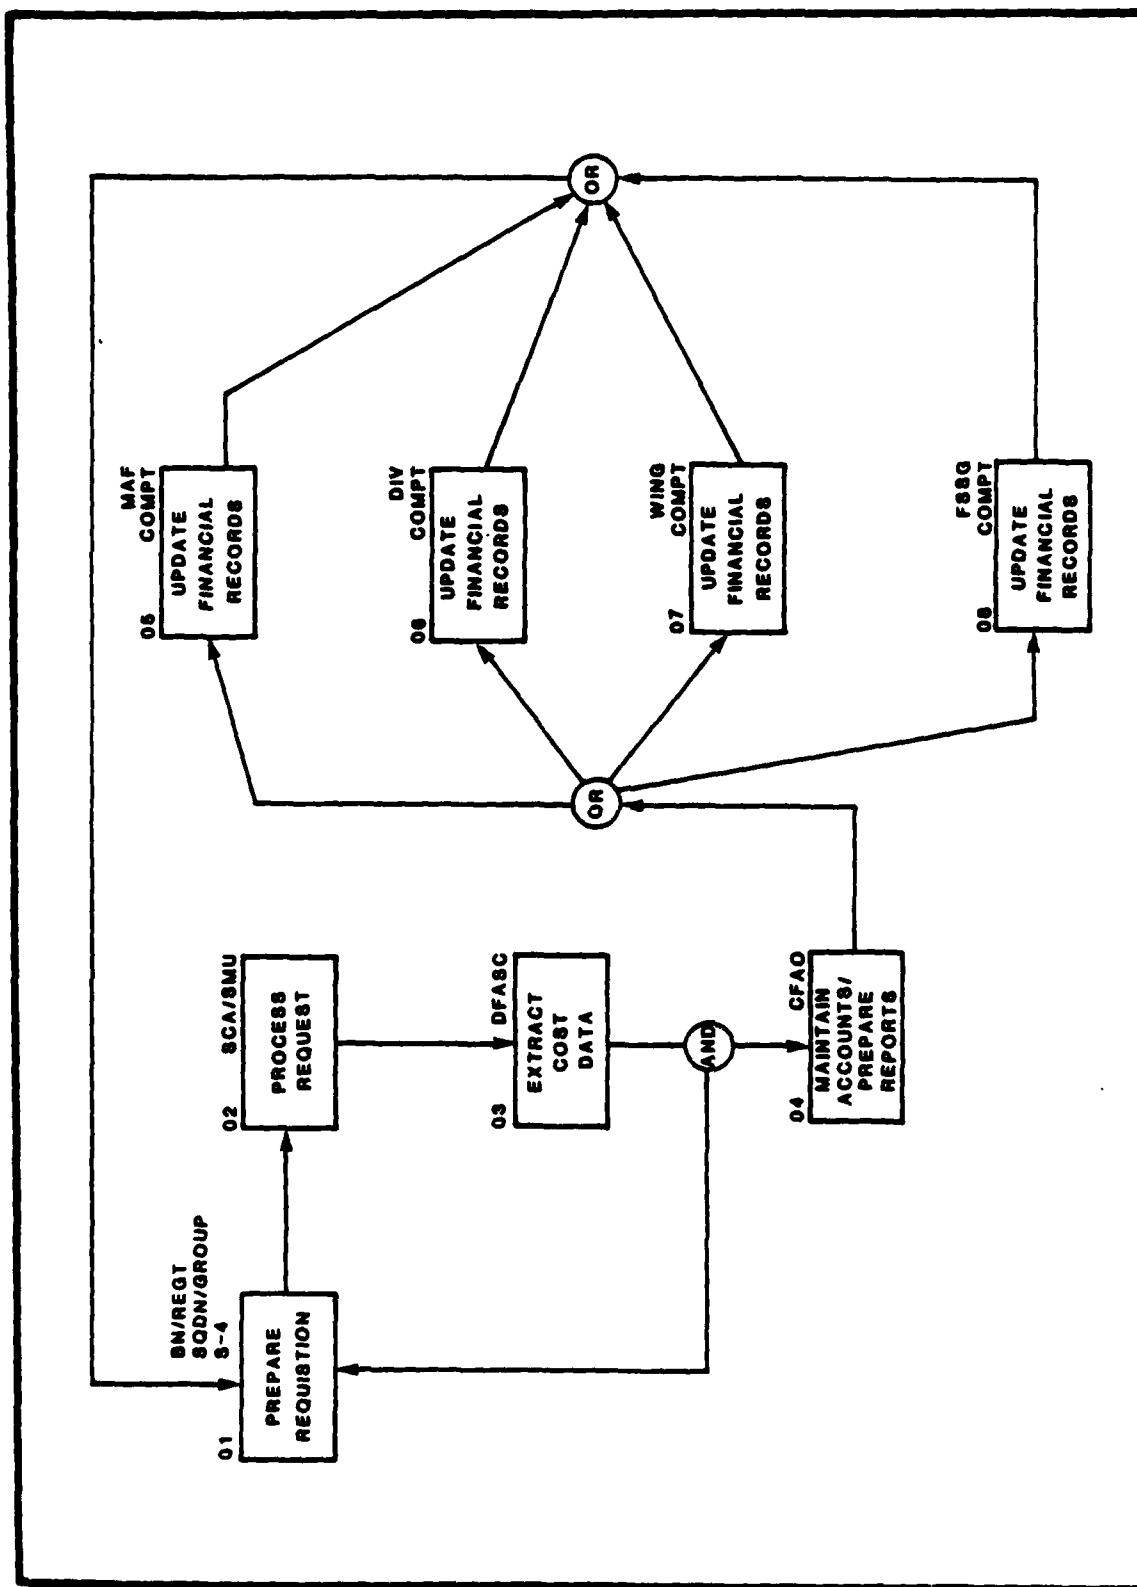 BN/REGT
SQDN/GROUP
S-4
01
PREPARE
REQUISTION
02
SCA/SMU
PROCESS
REQUEST
03
DFASC
EXTRACT
COST
DATA
AND
04
CFAO
MAINTAIN
ACCOUNTS/
PREPARE
REPORTS
OR
MAF
COMPT
05
UPDATE
FINANCIAL
RECORDS
DIV
COMPT
06
UPDATE
FINANCIAL
RECORDS
WING
COMPT
07
UPDATE
FINANCIAL
RECORDS
FSSG
COMPT
08
UPDATE
FINANCIAL
RECORDS
OR